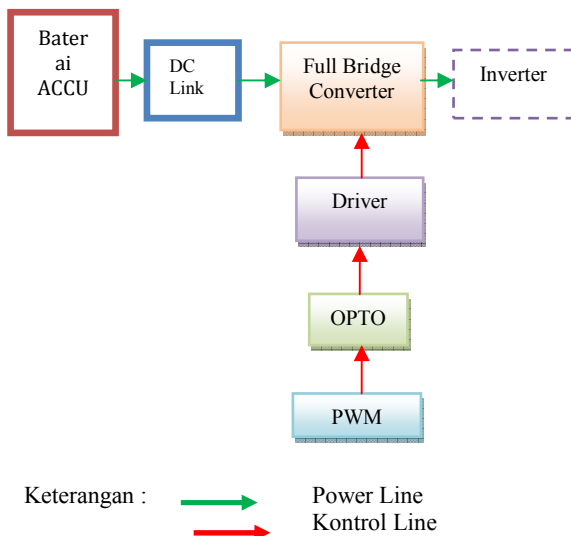 Bater
ai
ACCU
DC
Link
Full Bridge
Converter
Inverter
Driver
OPTO
PWM
Keterangan :
Power Line
Kontrol Line